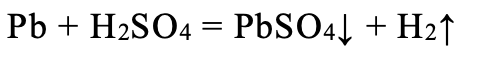 Pb + H2SO4 = PbSO4↓ + H2↑